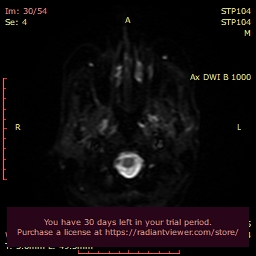 Im: 30/54
Se: 4
STP104
STP104
M
A
Ax DWI B 1000
R
L
You have 30 days left in your trial period.
Purchase a license at https://radiantviewer.com/store/